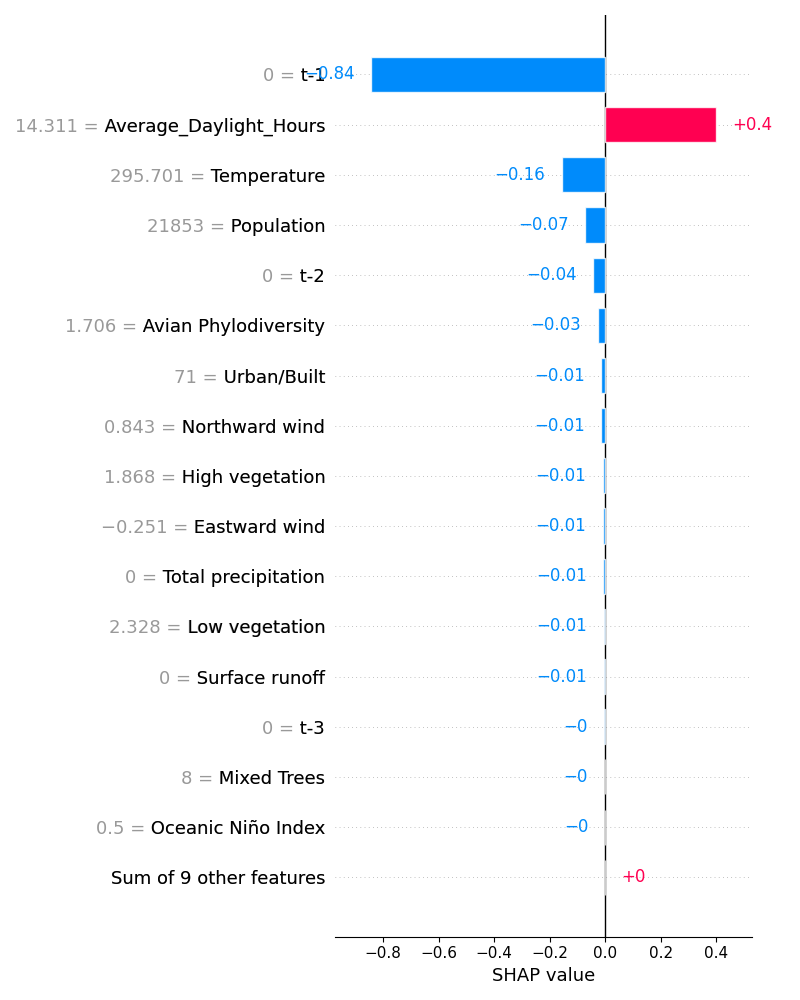 0 = t-1 −0.84
14.311 = Average_Daylight_Hours +0.4
295.701 = Temperature −0.16
21853 = Population −0.07
0 = t-2 −0.04
1.706 = Avian Phylodiversity −0.03
71 = Urban/Built −0.01
0.843 = Northward wind −0.01
1.868 = High vegetation −0.01
−0.251 = Eastward wind −0.01
0 = Total precipitation −0.01
2.328 = Low vegetation −0.01
0 = Surface runoff −0.01
0 = t-3 −0
8 = Mixed Trees −0
0.5 = Oceanic Niño Index −0
Sum of 9 other features +0
−0.8 −0.6 −0.4 −0.2 0.0 0.2 0.4
SHAP value